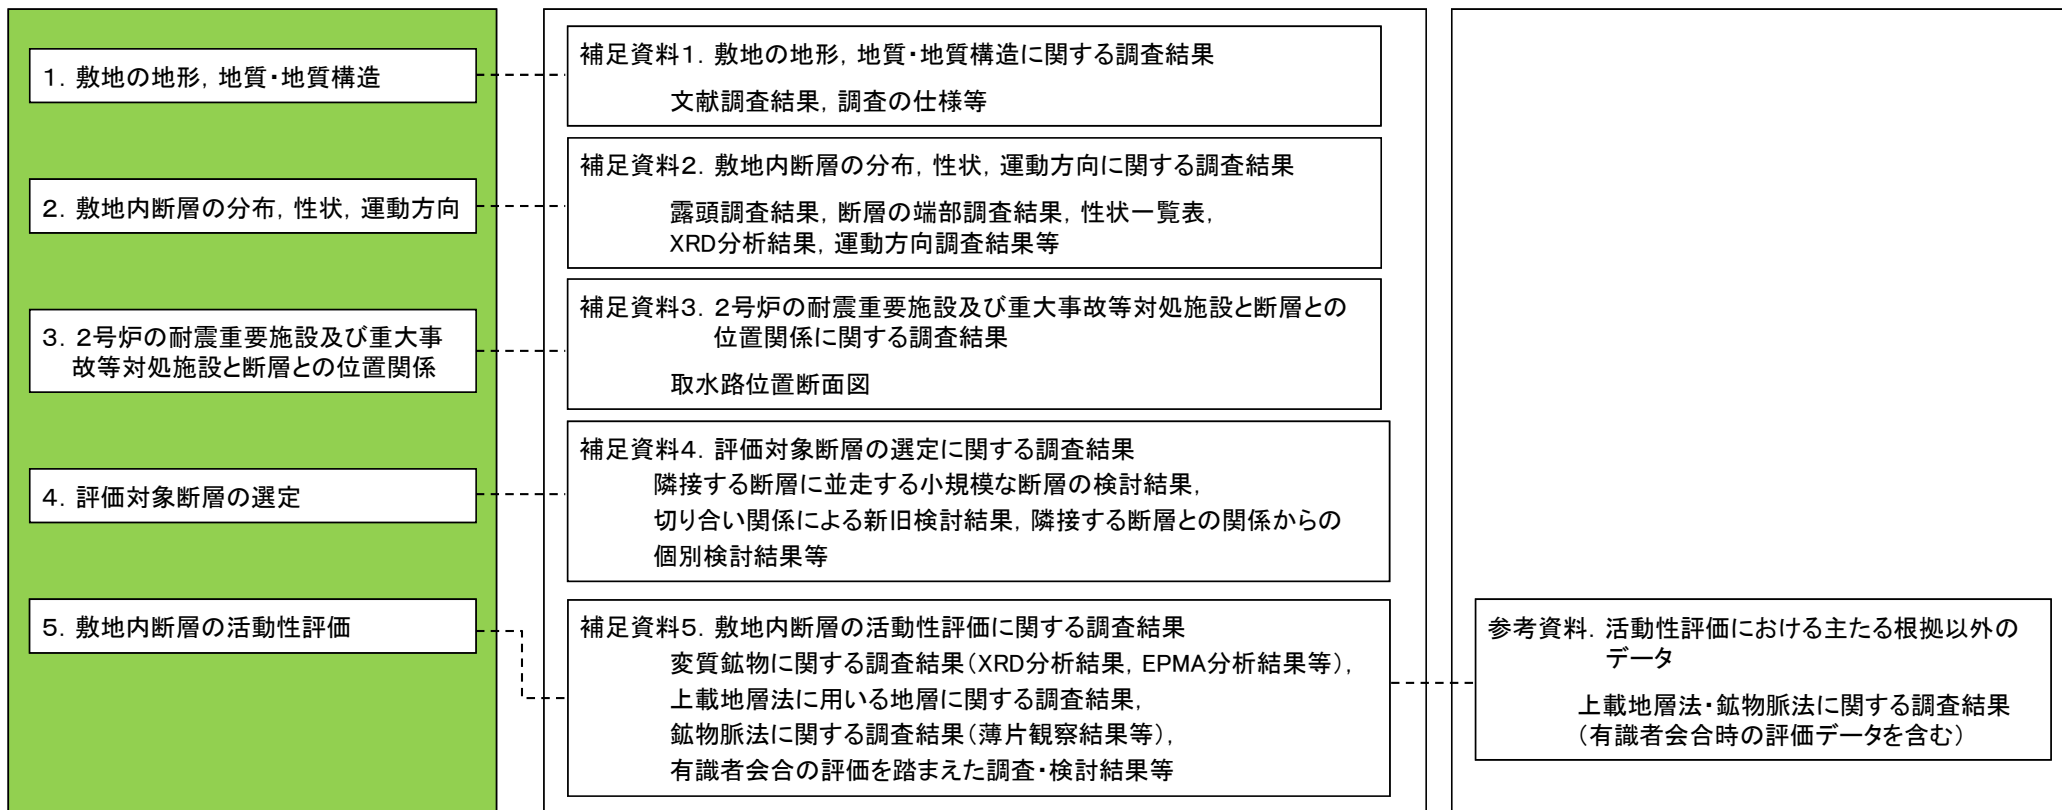 1．敷地の地形，地質・地質構造
2．敷地内断層の分布，性状，運動方向
3．2号炉の耐震重要施設及び重大事
故等対処施設と断層との位置関係
4．評価対象断層の選定
5．敷地内断層の活動性評価
補足資料1．敷地の地形，地質・地質構造に関する調査結果
文献調査結果，調査の仕様等
補足資料2．敷地内断層の分布，性状，運動方向に関する調査結果
露頭調査結果，断層の端部調査結果，性状一覧表，
XRD分析結果，運動方向調査結果等
補足資料3．2号炉の耐震重要施設及び重大事故等対処施設と断層との
位置関係に関する調査結果
取水路位置断面図
補足資料4．評価対象断層の選定に関する調査結果
隣接する断層に並走する小規模な断層の検討結果，
切り合い関係による新旧検討結果，隣接する断層との関係からの
個別検討結果等
補足資料5．敷地内断層の活動性評価に関する調査結果
変質鉱物に関する調査結果（XRD分析結果，EPMA分析結果等），
上載地層法に用いる地層に関する調査結果，
鉱物脈法に関する調査結果（薄片観察結果等），
有識者会合の評価を踏まえた調査・検討結果等
参考資料．活動性評価における主たる根拠以外の
データ
上載地層法・鉱物脈法に関する調査結果
（有識者会合時の評価データを含む）